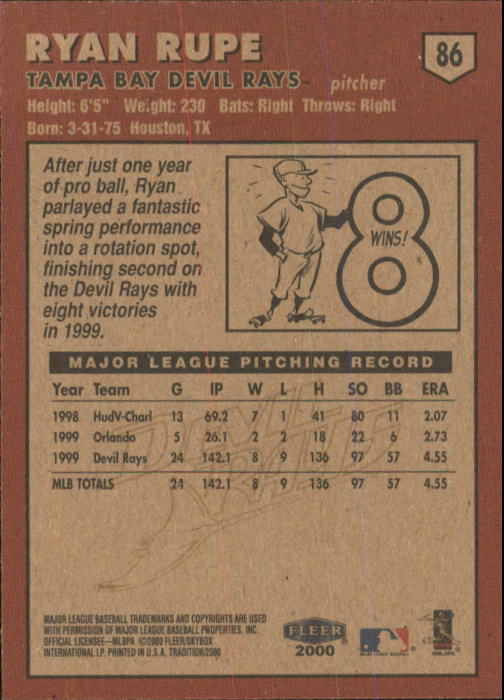 RYAN RUPE
86
TAMPA BAY DEVIL RAYS pitcher
Height: 6'5" Weight: 230 Bats: Right Throws: Right
Born: 3-31-75 Houston, TX
After just one year
of pro ball, Ryan
parlayed a fantastic
spring performance
into a rotation spot,
finishing second on
the Devil Rays with
eight victories
in 1999.
8
WINS!
MAJOR LEAGUE PITCHING RECORD
Year Team G IP W L H SO BB ERA
1998 HudV-Charl 13 69.2 7 1 41 80 11 2.07
1999 Orlando 5 26.1 2 2 18 22 6 2.73
1999 Devil Rays 24 142.1 8 9 136 97 57 4.55
MLB TOTALS 24 142.1 8 9 136 97 57 4.55
DEVIL
RAYS
MAJOR LEAGUE BASEBALL TRADEMARKS AND COPYRIGHTS ARE USED
WITH PERMISSION OF MAJOR LEAGUE BASEBALL PROPERTIES, INC.
OFFICIAL LICENSEE—MLBPA ©2000 FLEER/SKYBOX
INTERNATIONAL LP. PRINTED IN U.S.A. TRADITION/2000
FLEER
2000